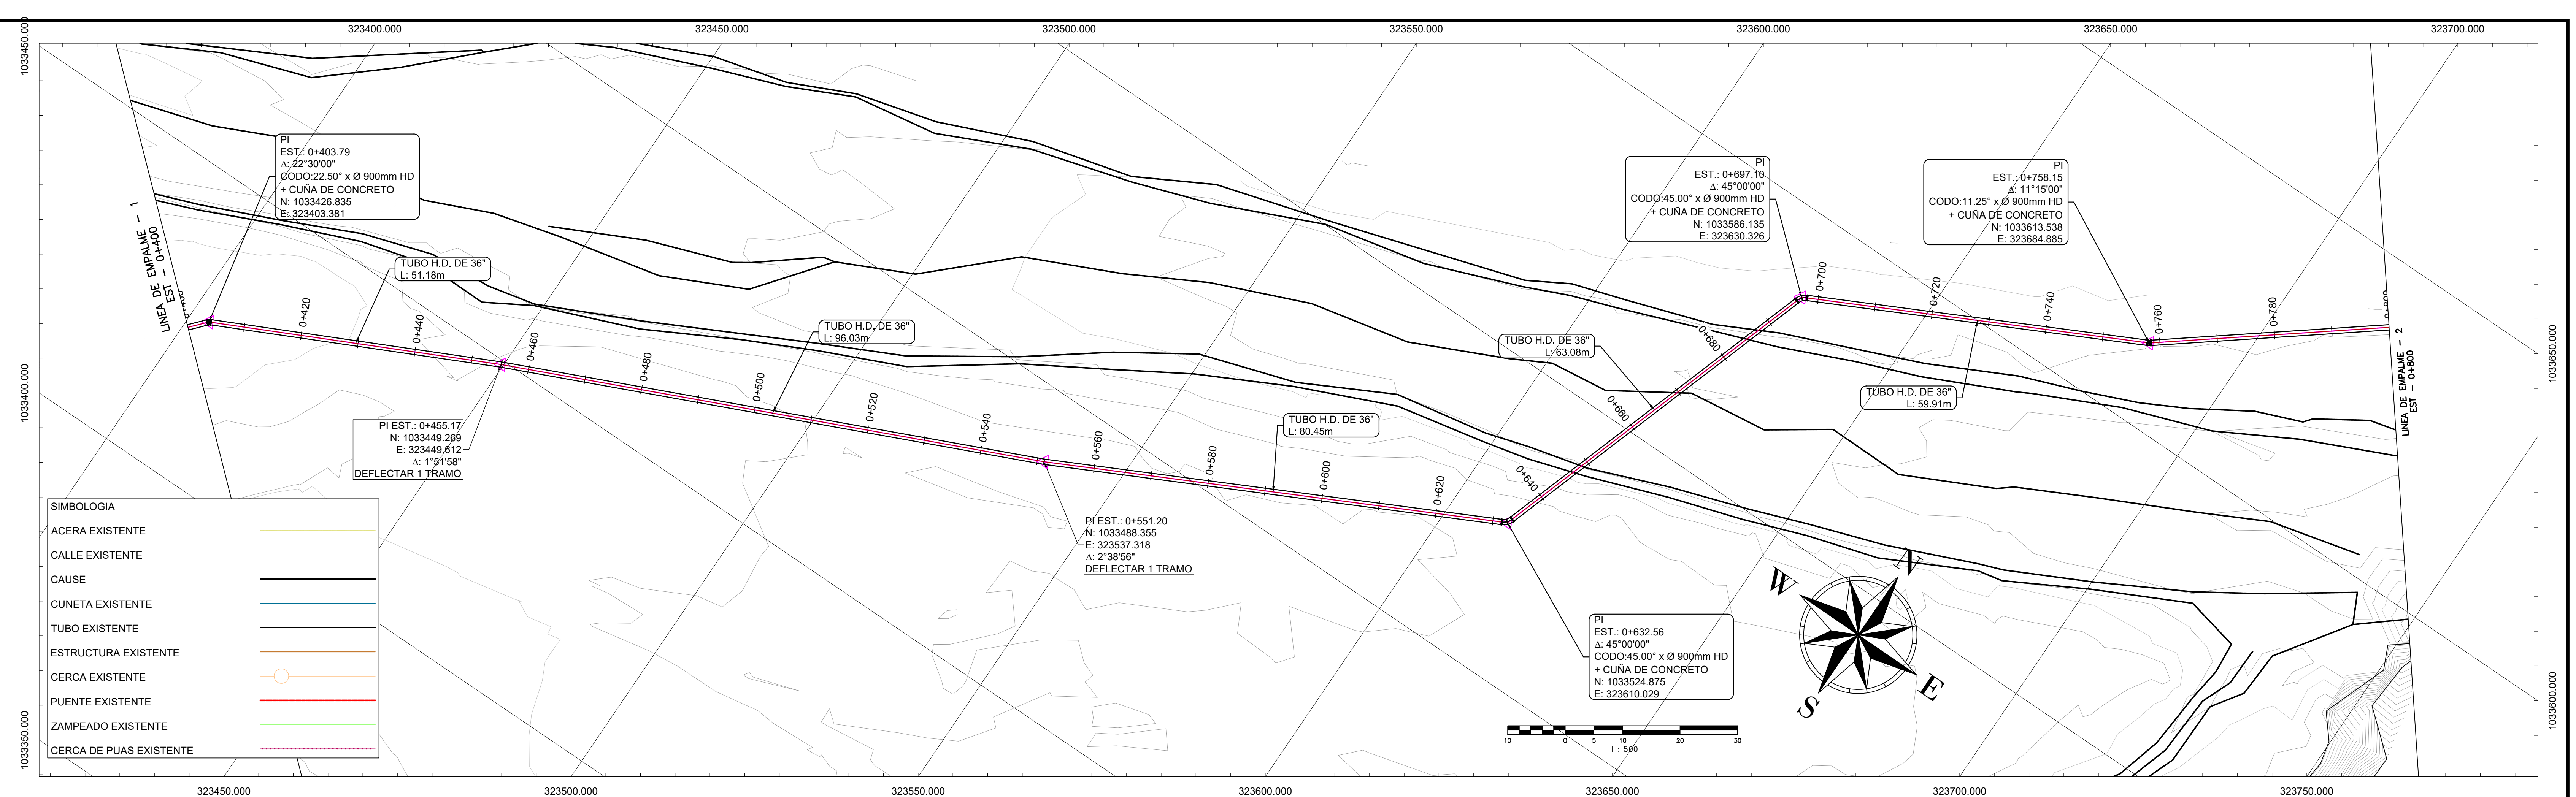 323400.000
323450.000
323500.000
323550.000
323600.000
323650.000
323700.000
1033450.000
1033400.000
1033350.000
1033650.000
1033600.000
LINEA DE EMPALME - 1
EST - 0+400
PI
EST.: 0+403.79
Δ: 22°30'00"
CODO:22.50° x Ø 900mm HD
+ CUÑA DE CONCRETO
N: 1033426.835
E: 323403.381
TUBO H.D. DE 36"
L: 51.18m
0+420
0+440
0+460
0+480
0+500
0+520
0+540
0+560
0+580
0+600
0+620
0+640
0+660
0+680
0+700
0+720
0+740
0+760
0+780
0+800
PI EST.: 0+455.17
N: 1033449.269
E: 323449.612
Δ: 1°51'58"
DEFLECTAR 1 TRAMO
TUBO H.D. DE 36"
L: 96.03m
PI EST.: 0+551.20
N: 1033488.355
E: 323537.318
Δ: 2°38'56"
DEFLECTAR 1 TRAMO
TUBO H.D. DE 36"
L: 80.45m
PI
EST.: 0+632.56
Δ: 45°00'00"
CODO:45.00° x Ø 900mm HD
+ CUÑA DE CONCRETO
N: 1033524.875
E: 323610.029
TUBO H.D. DE 36"
L: 63.08m
PI
EST.: 0+697.10
Δ: 45°00'00"
CODO:45.00° x Ø 900mm HD
+ CUÑA DE CONCRETO
N: 1033586.135
E: 323630.326
TUBO H.D. DE 36"
L: 59.91m
PI
EST.: 0+758.15
Δ: 11°15'00"
CODO:11.25° x Ø 900mm HD
+ CUÑA DE CONCRETO
N: 1033613.538
E: 323684.885
LINEA DE EMPALME - 2
EST - 0+800
SIMBOLOGIA
ACERA EXISTENTE
CALLE EXISTENTE
CAUSE
CUNETA EXISTENTE
TUBO EXISTENTE
ESTRUCTURA EXISTENTE
CERCA EXISTENTE
PUENTE EXISTENTE
ZAMPEADO EXISTENTE
CERCA DE PUAS EXISTENTE
N
W
E
S
10 0 5 10 20 30
1 : 500
323450.000
323500.000
323550.000
323600.000
323650.000
323700.000
323750.000